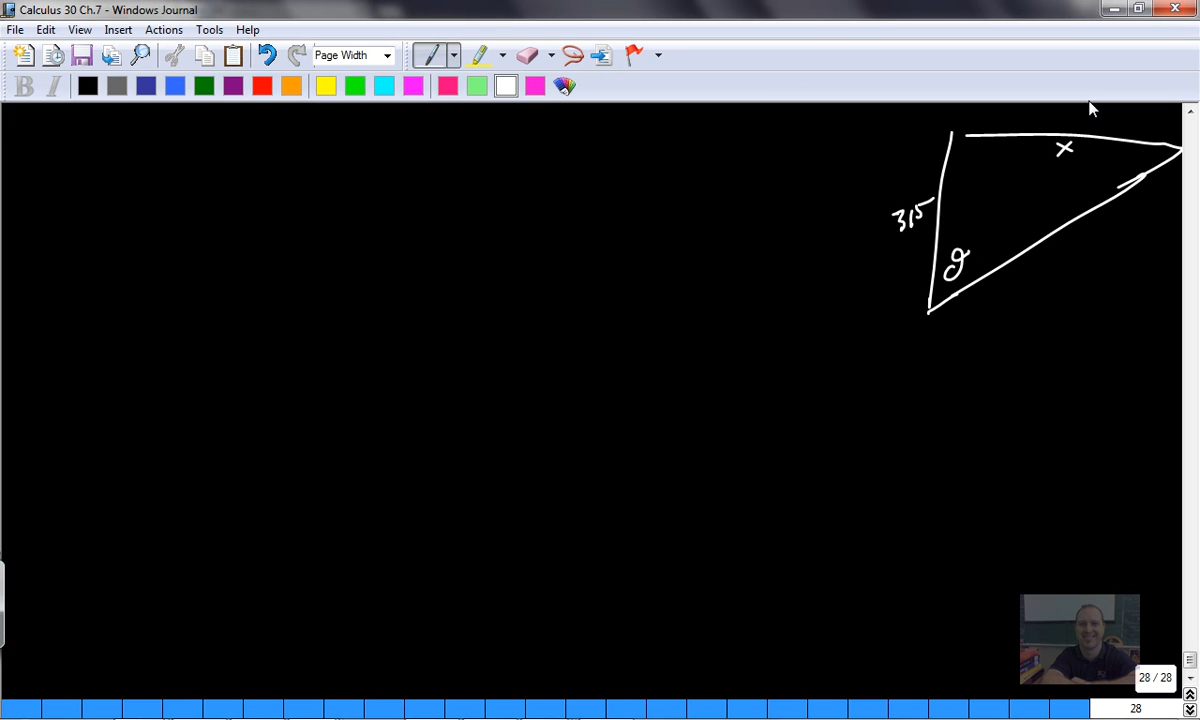 Calculus 30 Ch.7 - Windows Journal
File Edit View Insert Actions Tools Help
Page Width
B I
x
315
θ
28 / 28
28